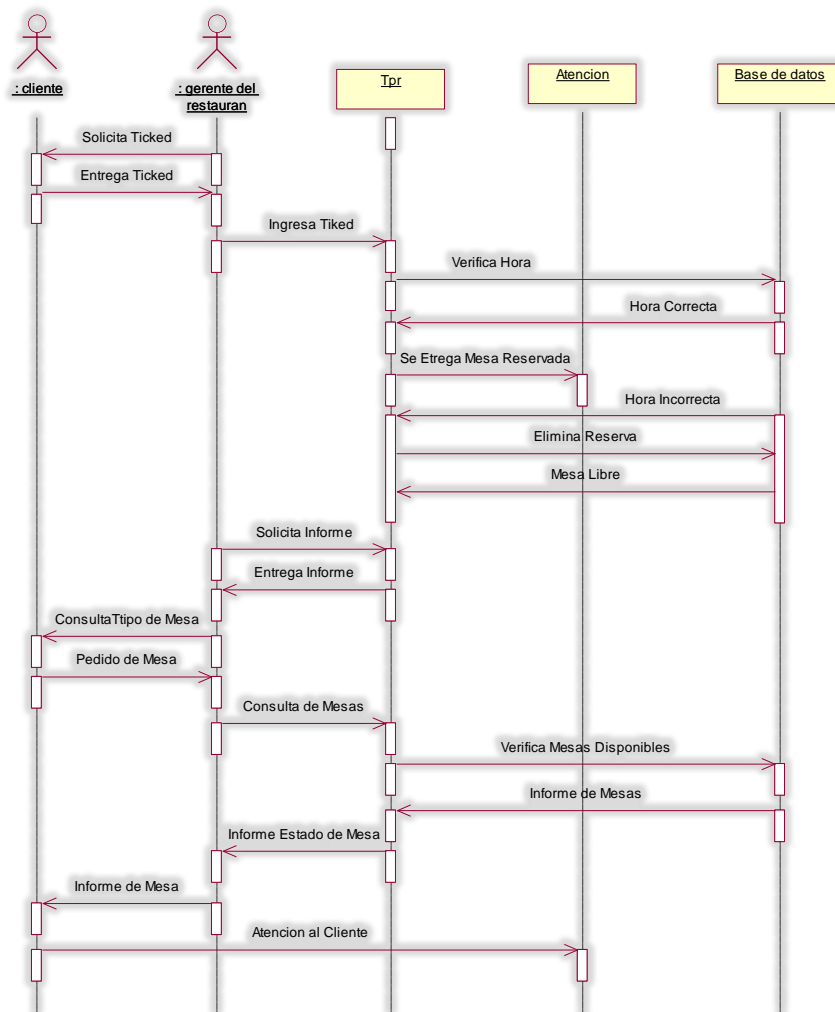 : cliente
: gerente del
restauran
Tpr
Atencion
Base de datos
Solicita Ticked
Entrega Ticked
Ingresa Tiked
Verifica Hora
Hora Correcta
Se Etrega Mesa Reservada
Hora Incorrecta
Elimina Reserva
Mesa Libre
Solicita Informe
Entrega Informe
ConsultaTtipo de Mesa
Pedido de Mesa
Consulta de Mesas
Verifica Mesas Disponibles
Informe de Mesas
Informe Estado de Mesa
Informe de Mesa
Atencion al Cliente